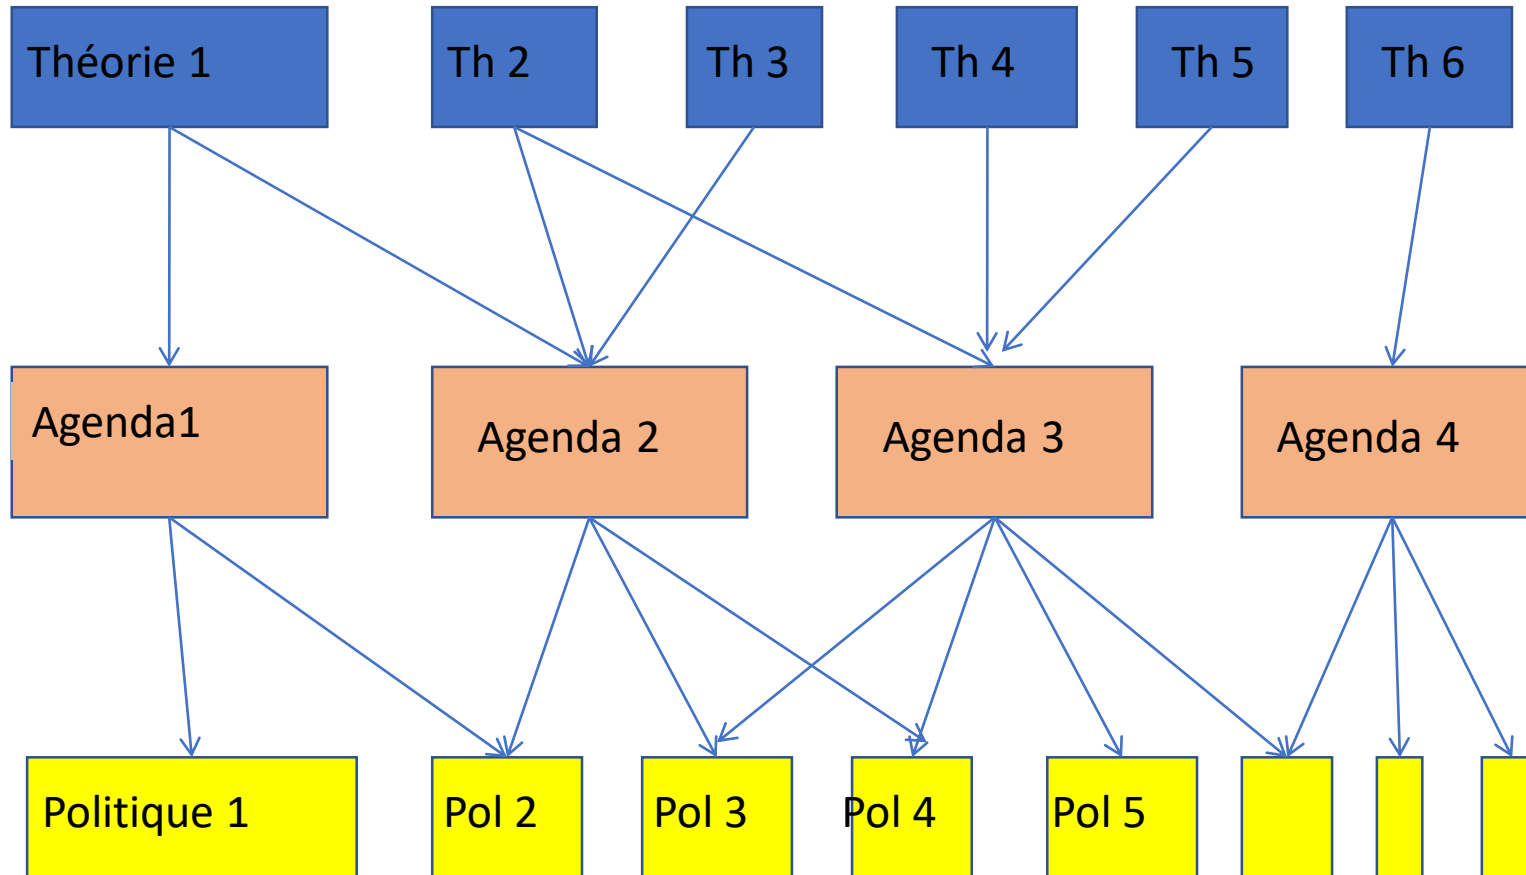 Théorie 1
Th 2
Th 3
Th 4
Th 5
Th 6
Agenda1
Agenda 2
Agenda 3
Agenda 4
Politique 1
Pol 2
Pol 3
Pol 4
Pol 5